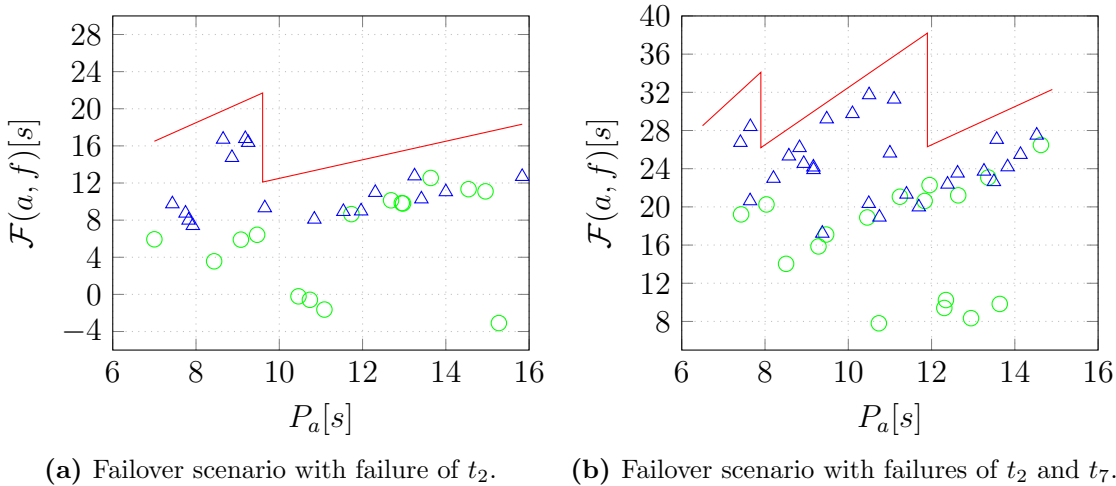 28
24
20
16
12
8
4
0
−4
F(a, f)[s]
6 8 10 12 14 16
P_a[s]
(a) Failover scenario with failure of t_2.
40
36
32
28
24
20
16
12
8
F(a, f)[s]
6 8 10 12 14 16
P_a[s]
(b) Failover scenario with failures of t_2 and t_7.